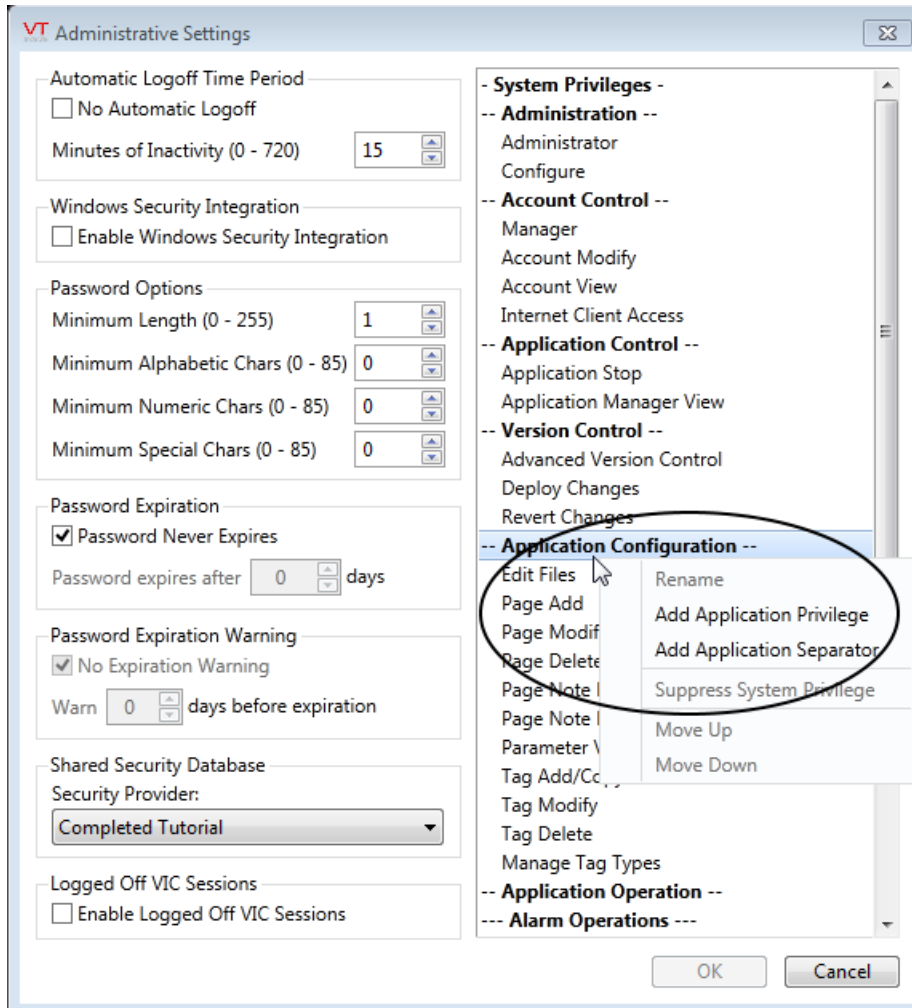 VT Administrative Settings
Automatic Logoff Time Period
No Automatic Logoff
Minutes of Inactivity (0 - 720) 15
Windows Security Integration
Enable Windows Security Integration
Password Options
Minimum Length (0 - 255) 1
Minimum Alphabetic Chars (0 - 85) 0
Minimum Numeric Chars (0 - 85) 0
Minimum Special Chars (0 - 85) 0
Password Expiration
Password Never Expires
Password expires after 0 days
Password Expiration Warning
No Expiration Warning
Warn 0 days before expiration
Shared Security Database
Security Provider:
Completed Tutorial
Logged Off VIC Sessions
Enable Logged Off VIC Sessions
- System Privileges -
-- Administration --
Administrator
Configure
-- Account Control --
Manager
Account Modify
Account View
Internet Client Access
-- Application Control --
Application Stop
Application Manager View
-- Version Control --
Advanced Version Control
Deploy Changes
Revert Changes
-- Application Configuration --
Edit Files
Page Add
Page Modif
Page Delete
Page Note
Page Note
Parameter
Tag Add/Copy
Tag Modify
Tag Delete
Manage Tag Types
-- Application Operation --
--- Alarm Operations ---
Rename
Add Application Privilege
Add Application Separator
Suppress System Privilege
Move Up
Move Down
OK Cancel